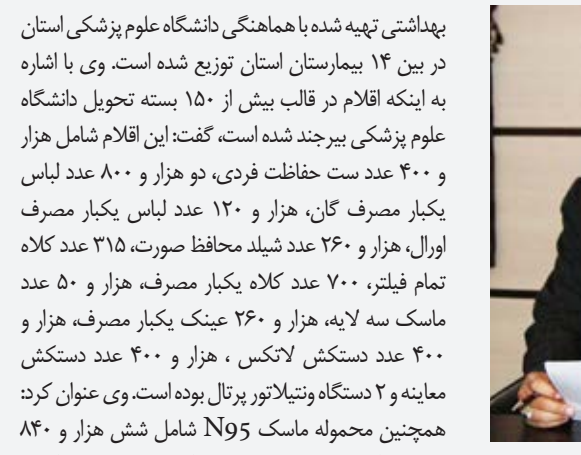 بهداشتی تهیه شده با هماهنگی دانشگاه علوم پزشکی استان
در بین ۱۴ بیمارستان استان توزیع شده است. وی با اشاره
به اینکه اقلام در قالب بیش از ۱۵۰ بسته تحویل دانشگاه
علوم پزشکی بیرجند شده است، گفت: این اقلام شامل هزار
و ۴۰۰ عدد ست حفاظت فردی، دو هزار و ۸۰۰ عدد لباس
یکبار مصرف گان، هزار و ۱۲۰ عدد لباس یکبار مصرف
اورال، هزار و ۲۶۰ عدد شیلد محافظ صورت، ۳۱۵ عدد کلاه
تمام فیلتر، ۷۰۰ عدد کلاه یکبار مصرف، هزار و ۵۰ عدد
ماسک سه لایه، هزار و ۲۶۰ عینک یکبار مصرف، هزار و
۴۰۰ عدد دستکش لاتکس ، هزار و ۴۰۰ عدد دستکش
معاینه و ۲ دستگاه ونتیلاتور پرتال بوده است. وی عنوان کرد:
همچنین محموله ماسک N95 شامل شش هزار و ۸۴۰